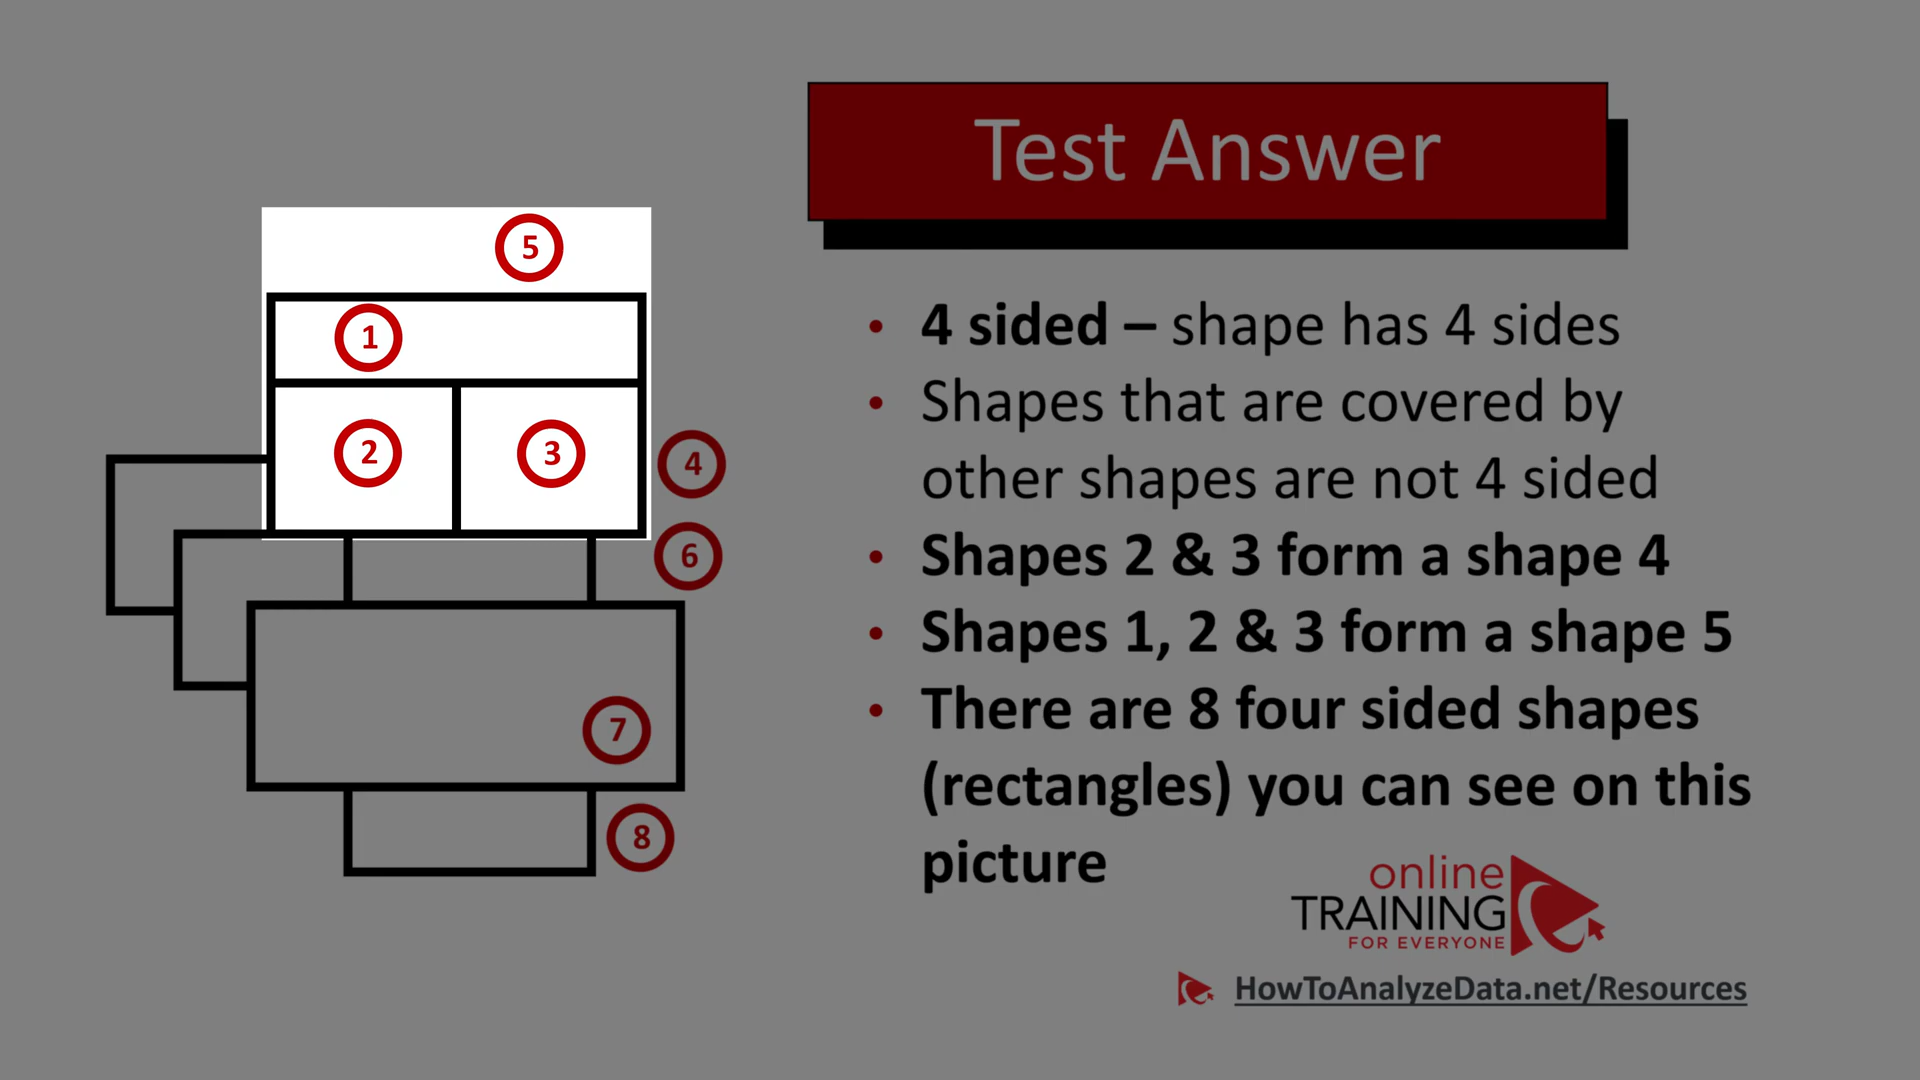 Test Answer
5
1
2
3
4
6
7
8
• 4 sided – shape has 4 sides
• Shapes that are covered by
other shapes are not 4 sided
• Shapes 2 & 3 form a shape 4
• Shapes 1, 2 & 3 form a shape 5
• There are 8 four sided shapes
(rectangles) you can see on this
picture
online
TRAINING
FOR EVERYONE
HowToAnalyzeData.net/Resources